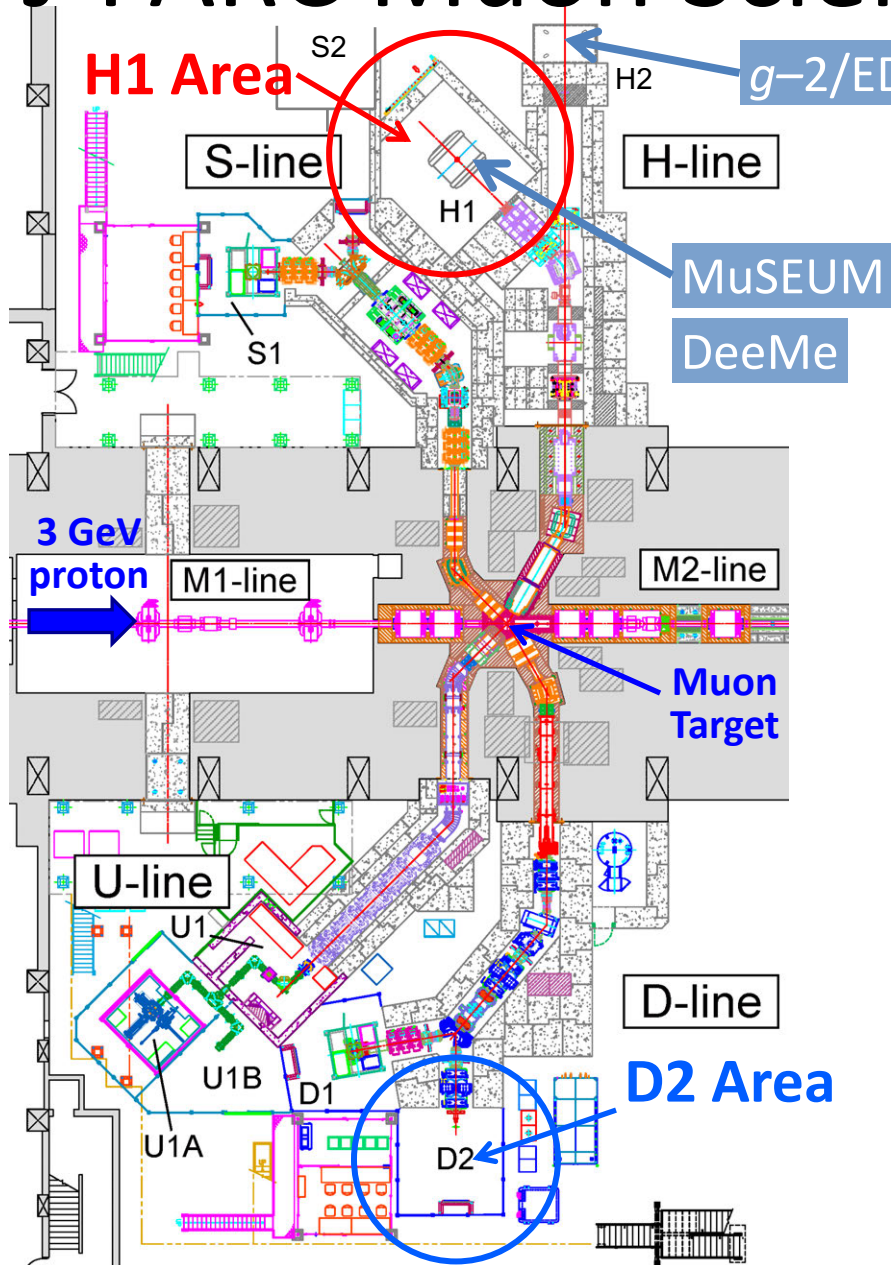 S2
H1 Area
H2
g–2/ED
S-line
H-line
H1
MuSEUM
S1
DeeMe
3 GeV
proton
M1-line
M2-line
Muon
Target
U-line
U1
D-line
U1B
D1
D2 Area
U1A
D2